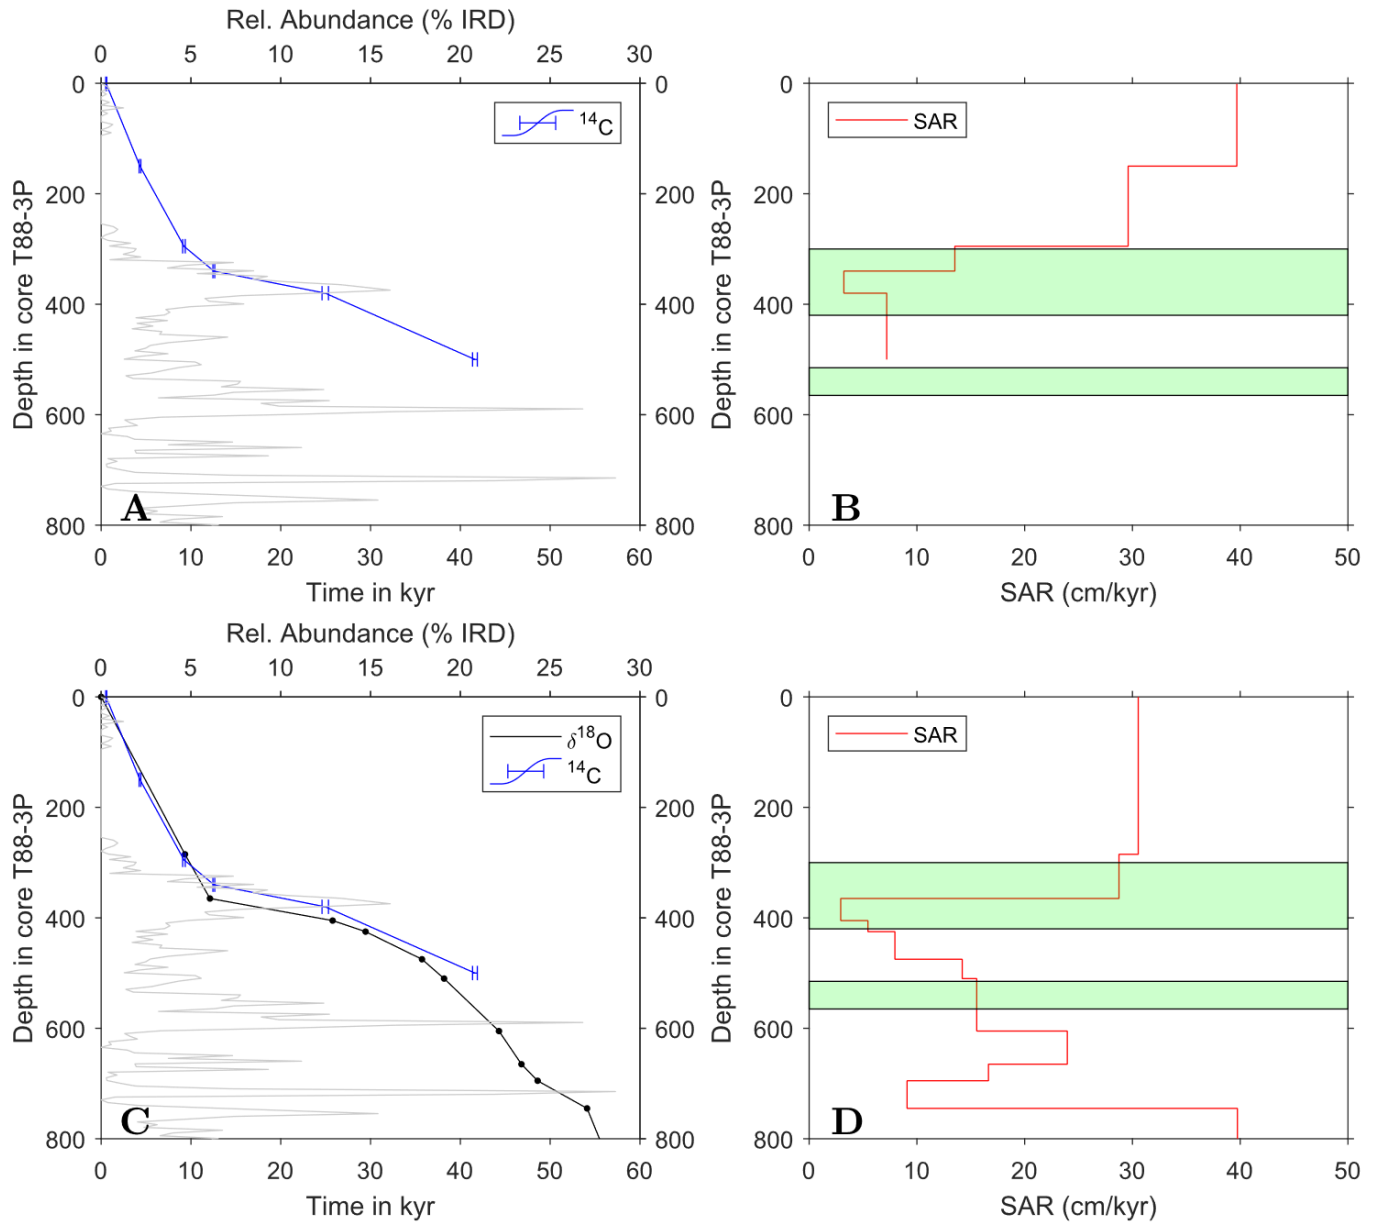 Rel. Abundance (% IRD)
0 5 10 15 20 25 30
0 200 400 600 800
Depth in core T88-3P
¹⁴C
A
0 200 400 600 800
0 10 20 30 40 50 60
Time in kyr
0 200 400 600 800
Depth in core T88-3P
SAR
B
0 10 20 30 40 50
SAR (cm/kyr)
Rel. Abundance (% IRD)
0 5 10 15 20 25 30
0 200 400 600 800
Depth in core T88-3P
δ¹⁸O
¹⁴C
C
0 200 400 600 800
0 10 20 30 40 50 60
Time in kyr
0 200 400 600 800
Depth in core T88-3P
SAR
D
0 10 20 30 40 50
SAR (cm/kyr)